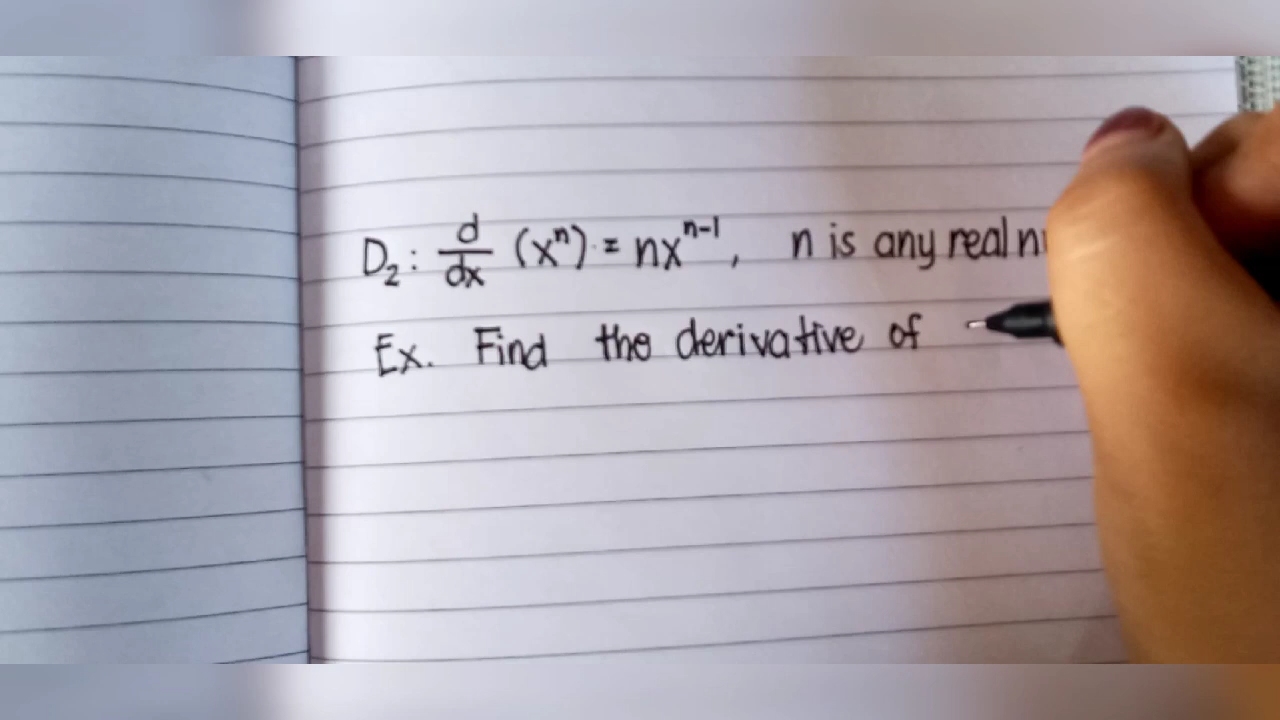 D₂: d/dx (xⁿ) = nxⁿ⁻¹, n is any real
Ex. Find the derivative of